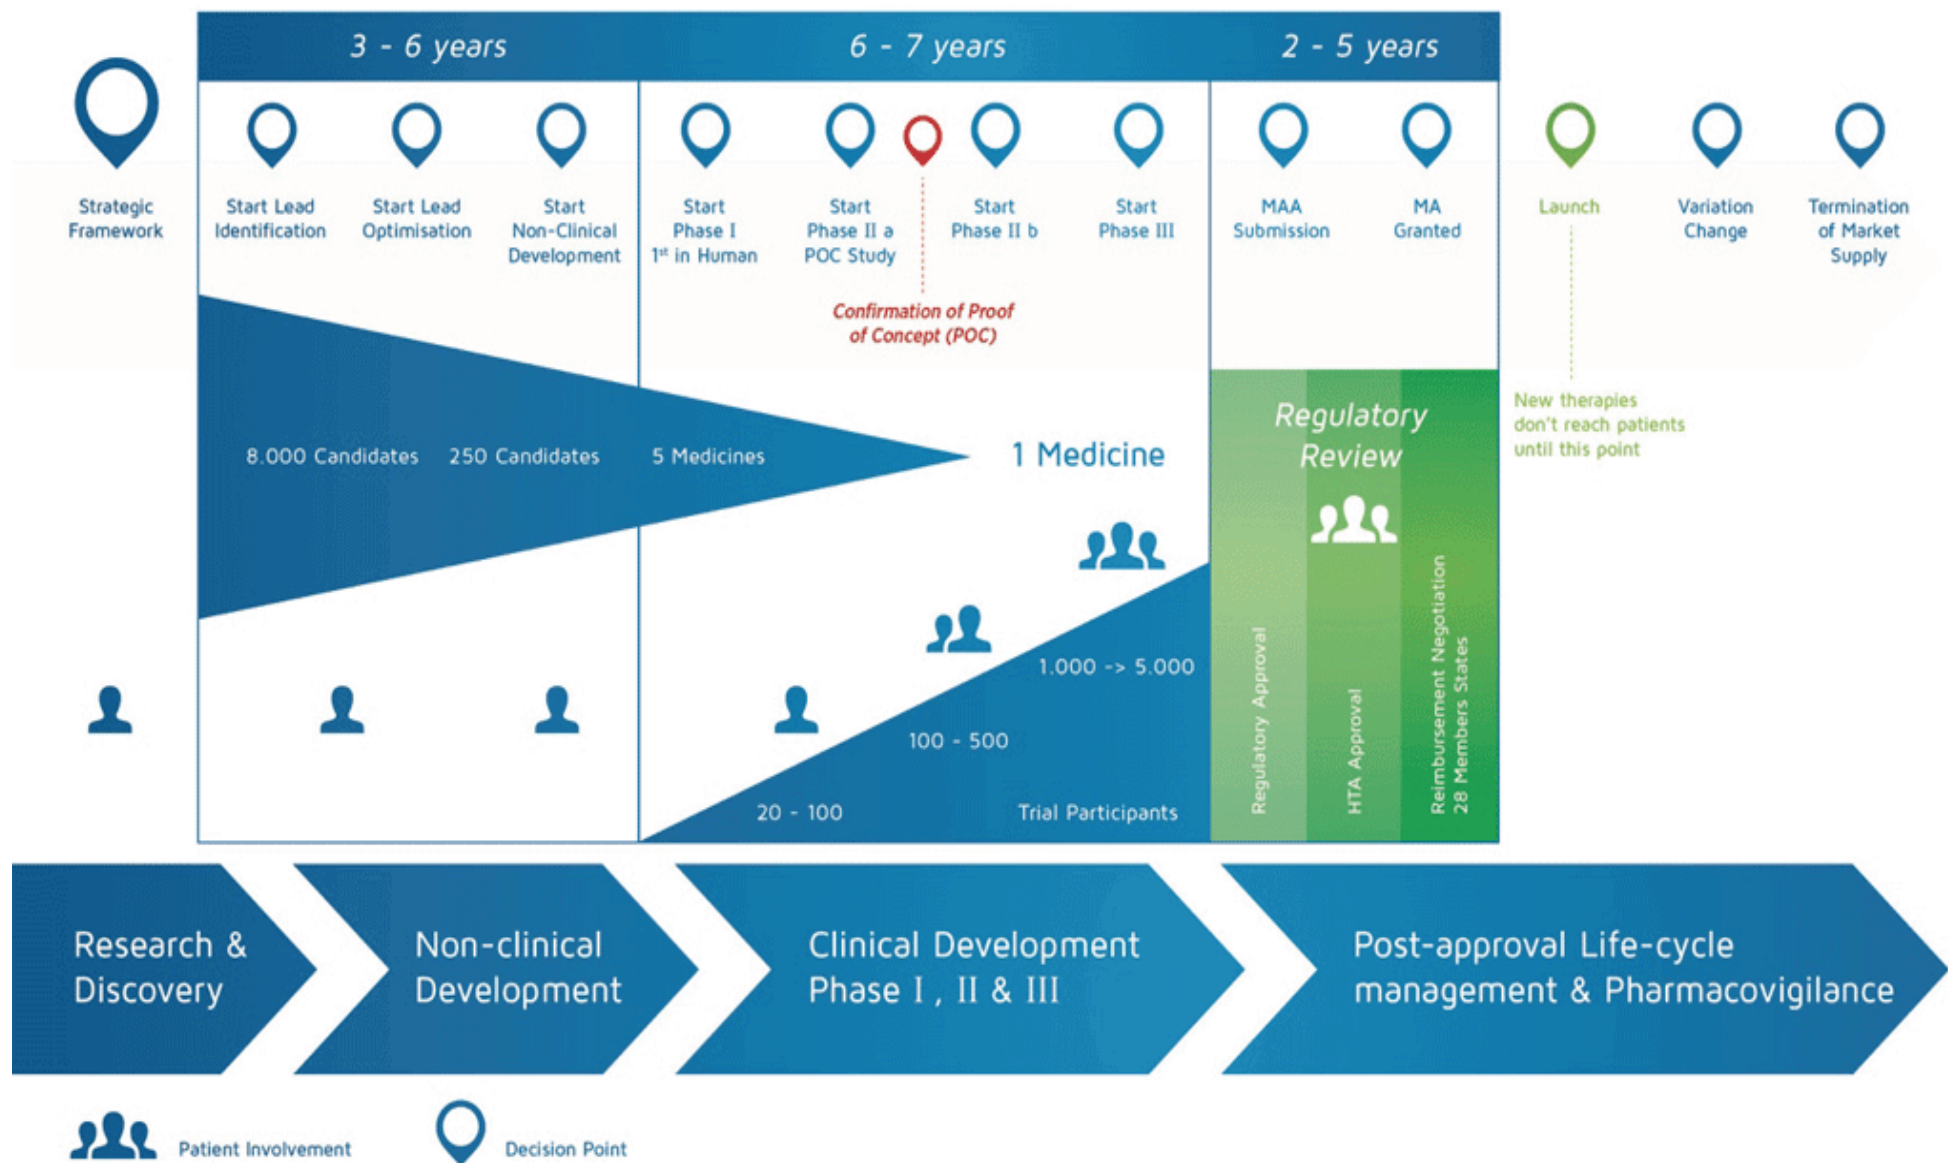 3 - 6 years
6 - 7 years
2 - 5 years
Strategic
Framework
Start Lead
Identification
Start Lead
Optimisation
Start
Non-Clinical
Development
Start
Phase I
1st in Human
Start
Phase II a
POC Study
Start
Phase II b
Start
Phase III
MAA
Submission
MA
Granted
Launch
Variation
Change
Termination
of Market
Supply
Confirmation of Proof
of Concept (POC)
New therapies
don't reach patients
until this point
8.000 Candidates
250 Candidates
5 Medicines
1 Medicine
Regulatory
Review
1.000 -> 5.000
100 - 500
20 - 100
Trial Participants
Regulatory Approval
HTA Approval
Reimbursement Negotiation
28 Members States
Research &
Discovery
Non-clinical
Development
Clinical Development
Phase I , II & III
Post-approval Life-cycle
management & Pharmacovigilance
Patient Involvement
Decision Point